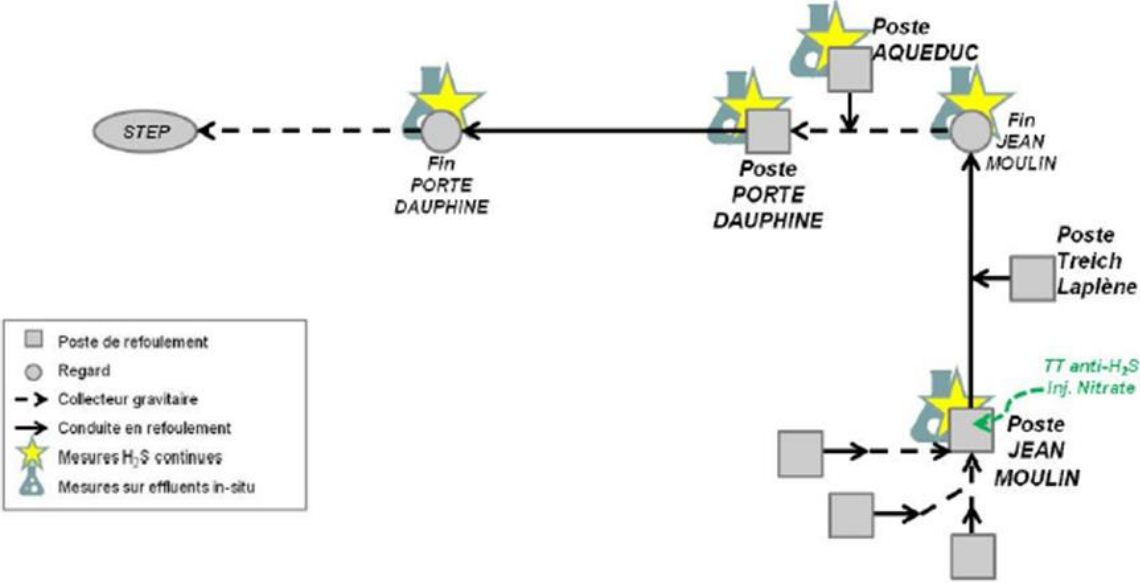 Poste
AQUEDUC
STEP
Fin
PORTE
DAUPHINE
Poste
PORTE
DAUPHINE
Fin
JEAN
MOULIN
Poste
Treich
Laplène
TT anti-H₂S
Inj. Nitrate
Poste
JEAN
MOULIN
Poste de refoulement
Regard
Collecteur gravitaire
Conduite en refoulement
Mesures H₂S continues
Mesures sur effluents in-situ